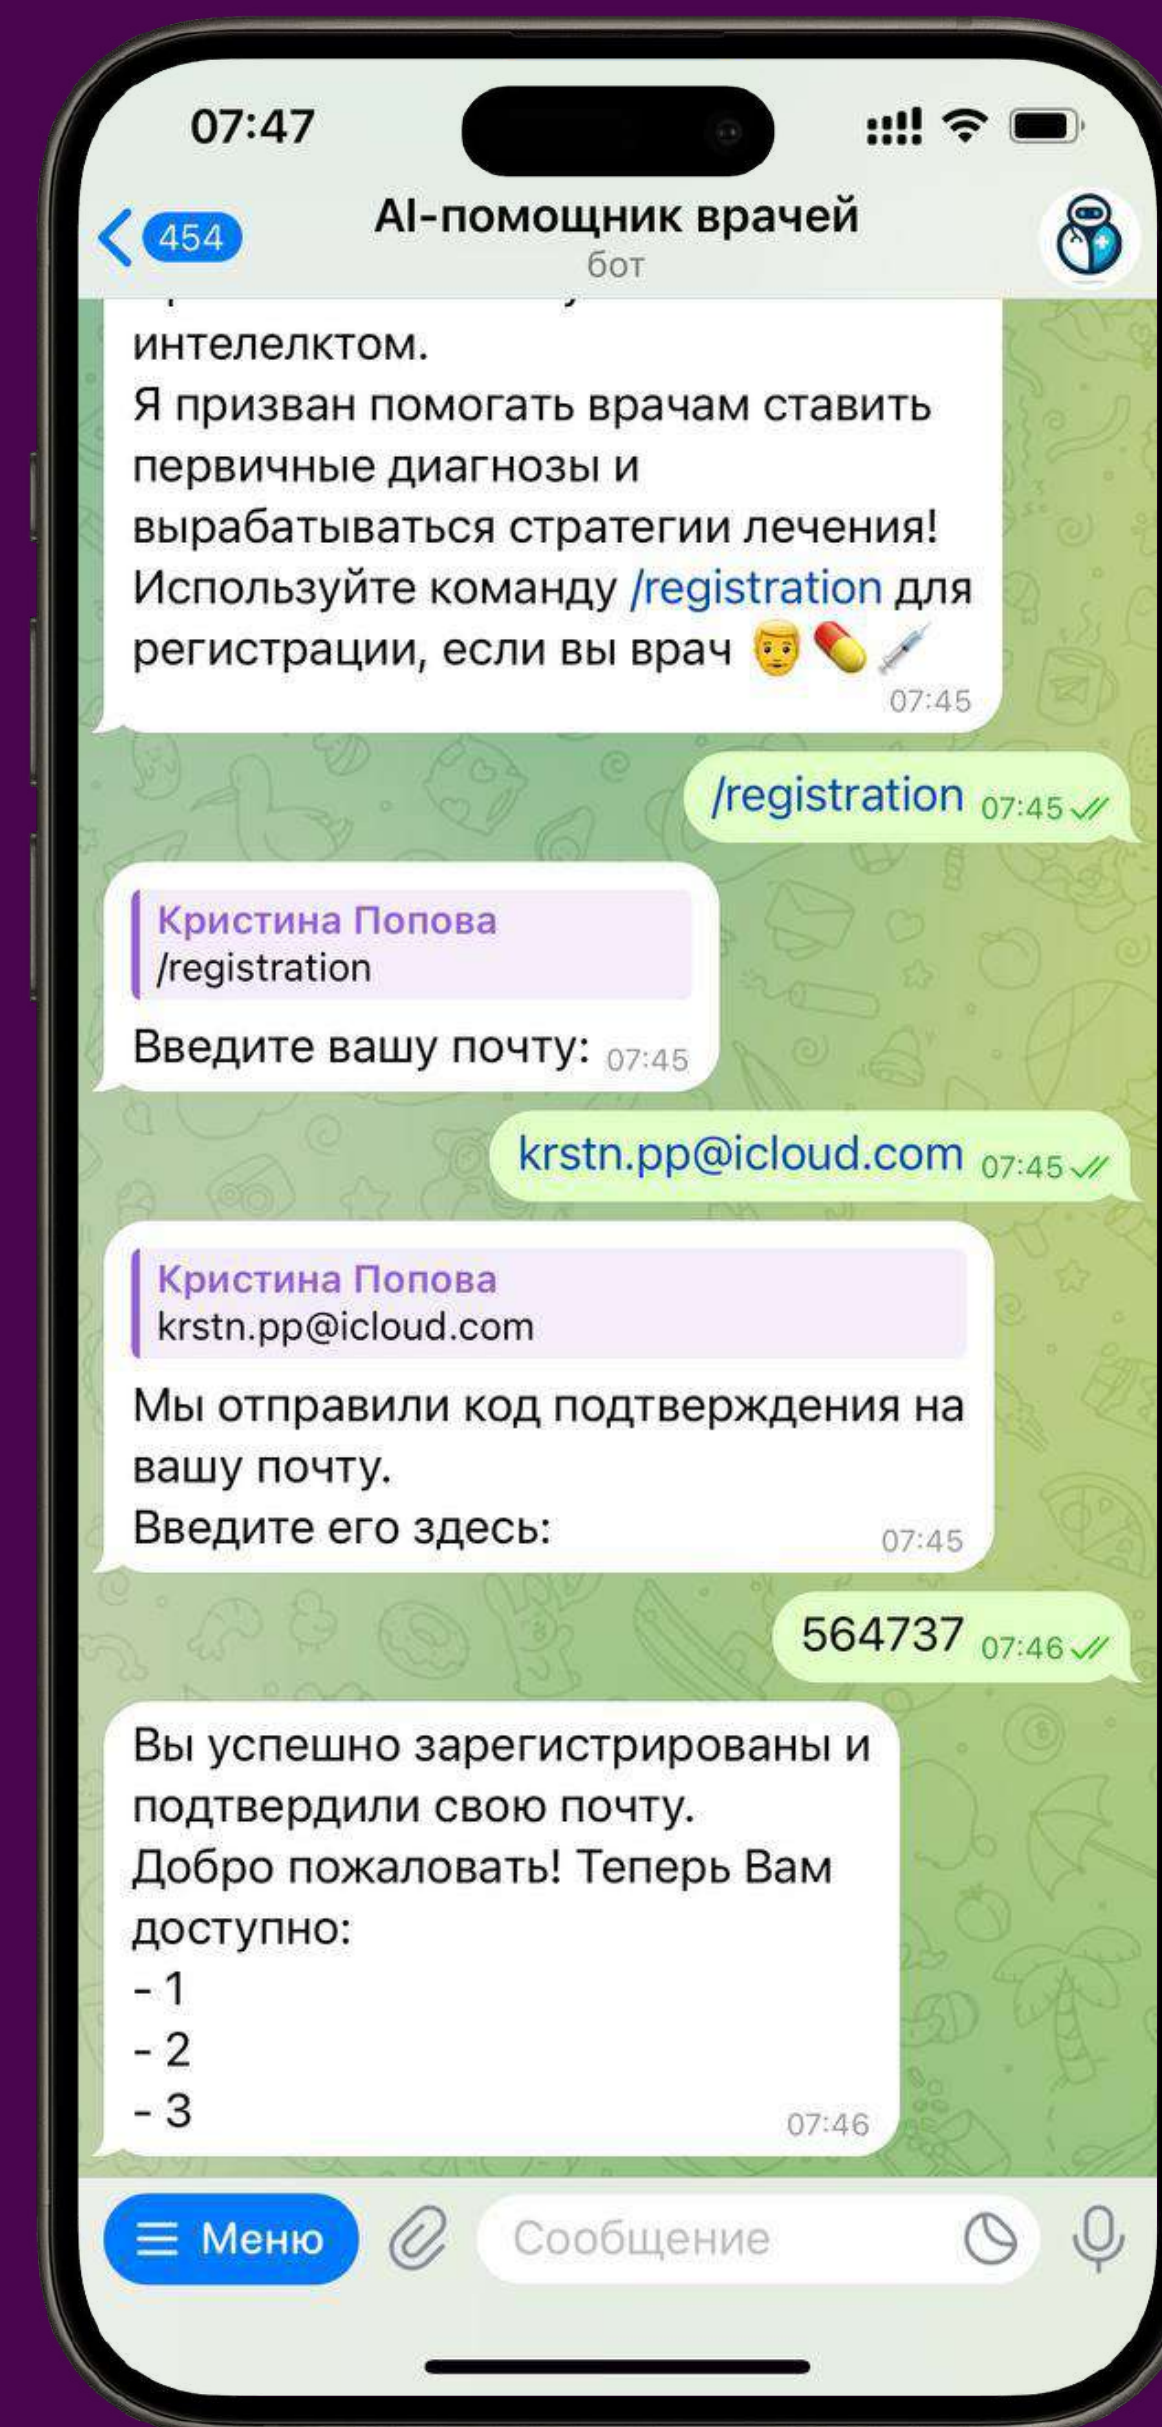 07:47
454
AI-помощник врачей
бот
интелелктом.
Я призван помогать врачам ставить
первичные диагнозы и
вырабатываться стратегии лечения!
Используйте команду /registration для
регистрации, если вы врач
07:45
/registration 07:45
Кристина Попова
/registration
Введите вашу почту: 07:45
krstn.pp@icloud.com 07:45
Кристина Попова
krstn.pp@icloud.com
Мы отправили код подтверждения на
вашу почту.
Введите его здесь: 07:45
564737 07:46
Вы успешно зарегистрированы и
подтвердили свою почту.
Добро пожаловать! Теперь Вам
доступно:
- 1
- 2
- 3 07:46
Меню Сообщение